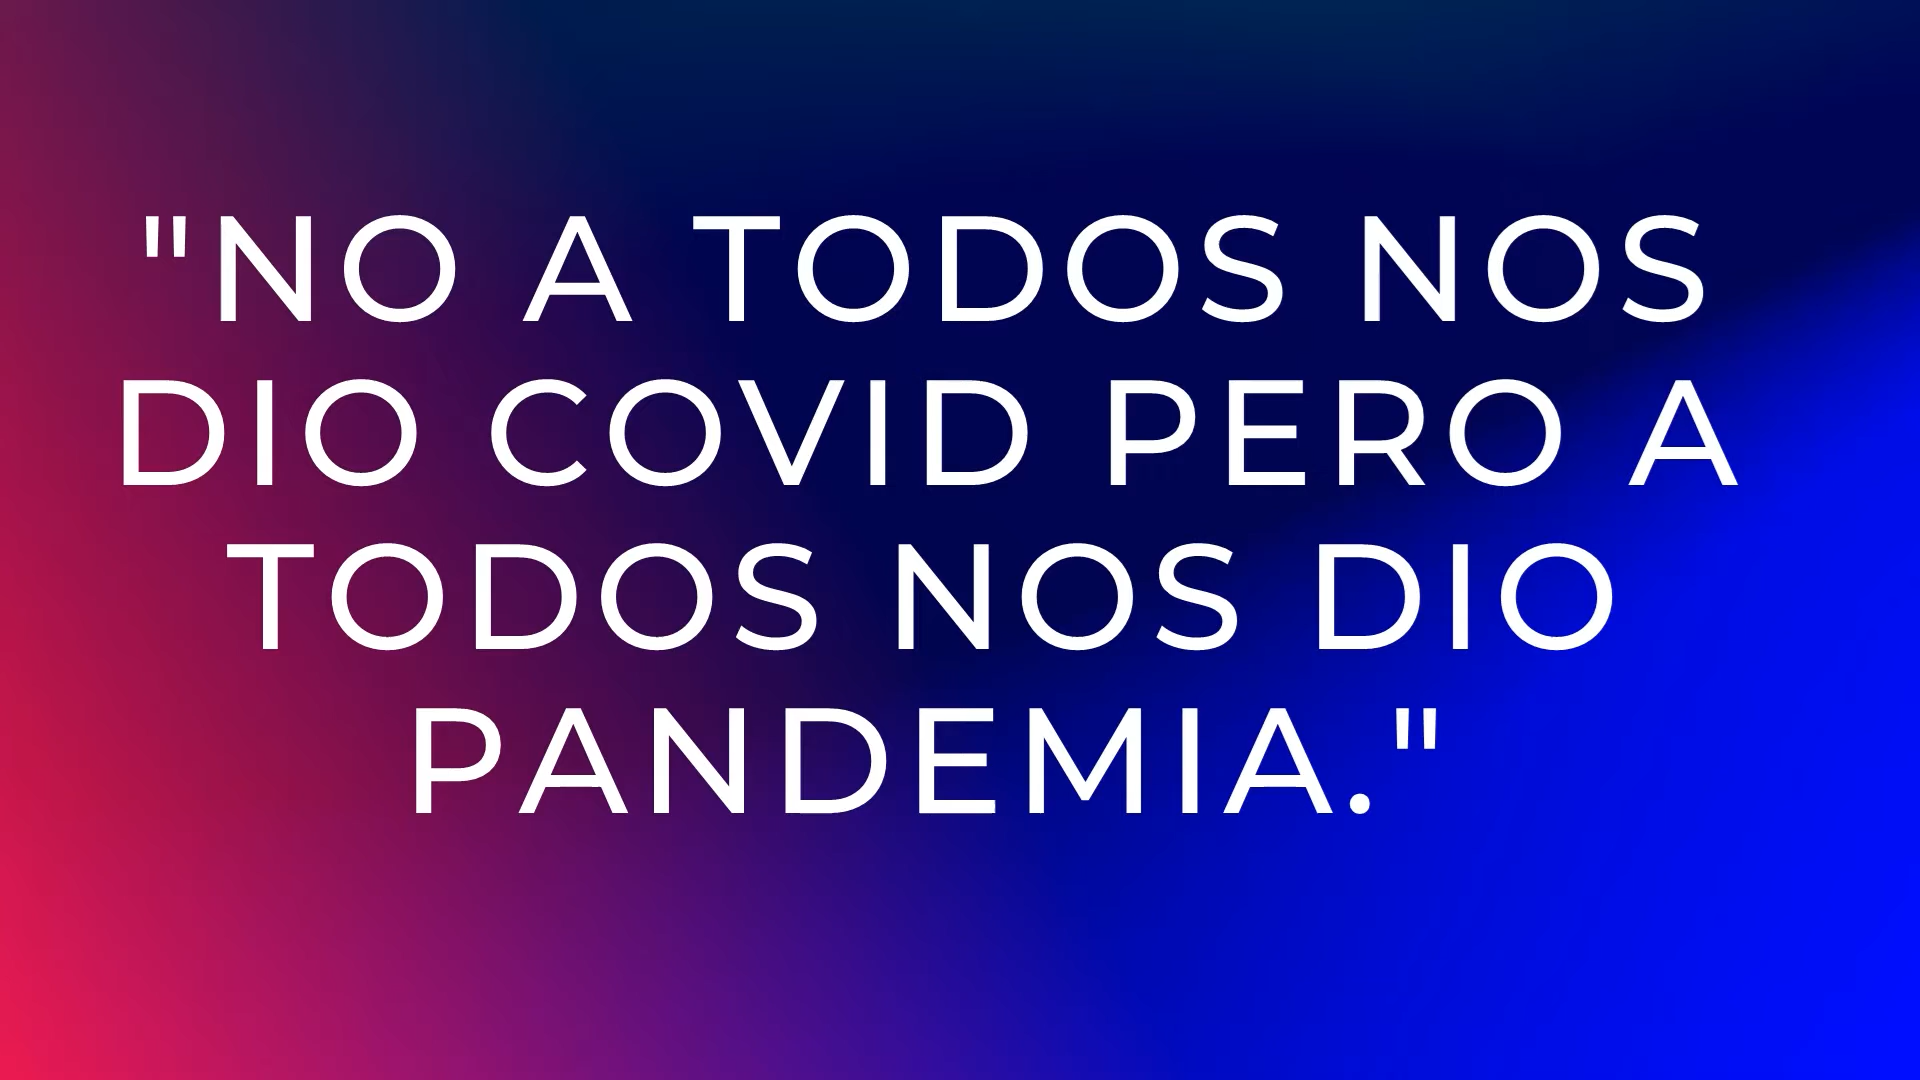 "NO A TODOS NOS
DIO COVID PERO A
TODOS NOS DIO
PANDEMIA."